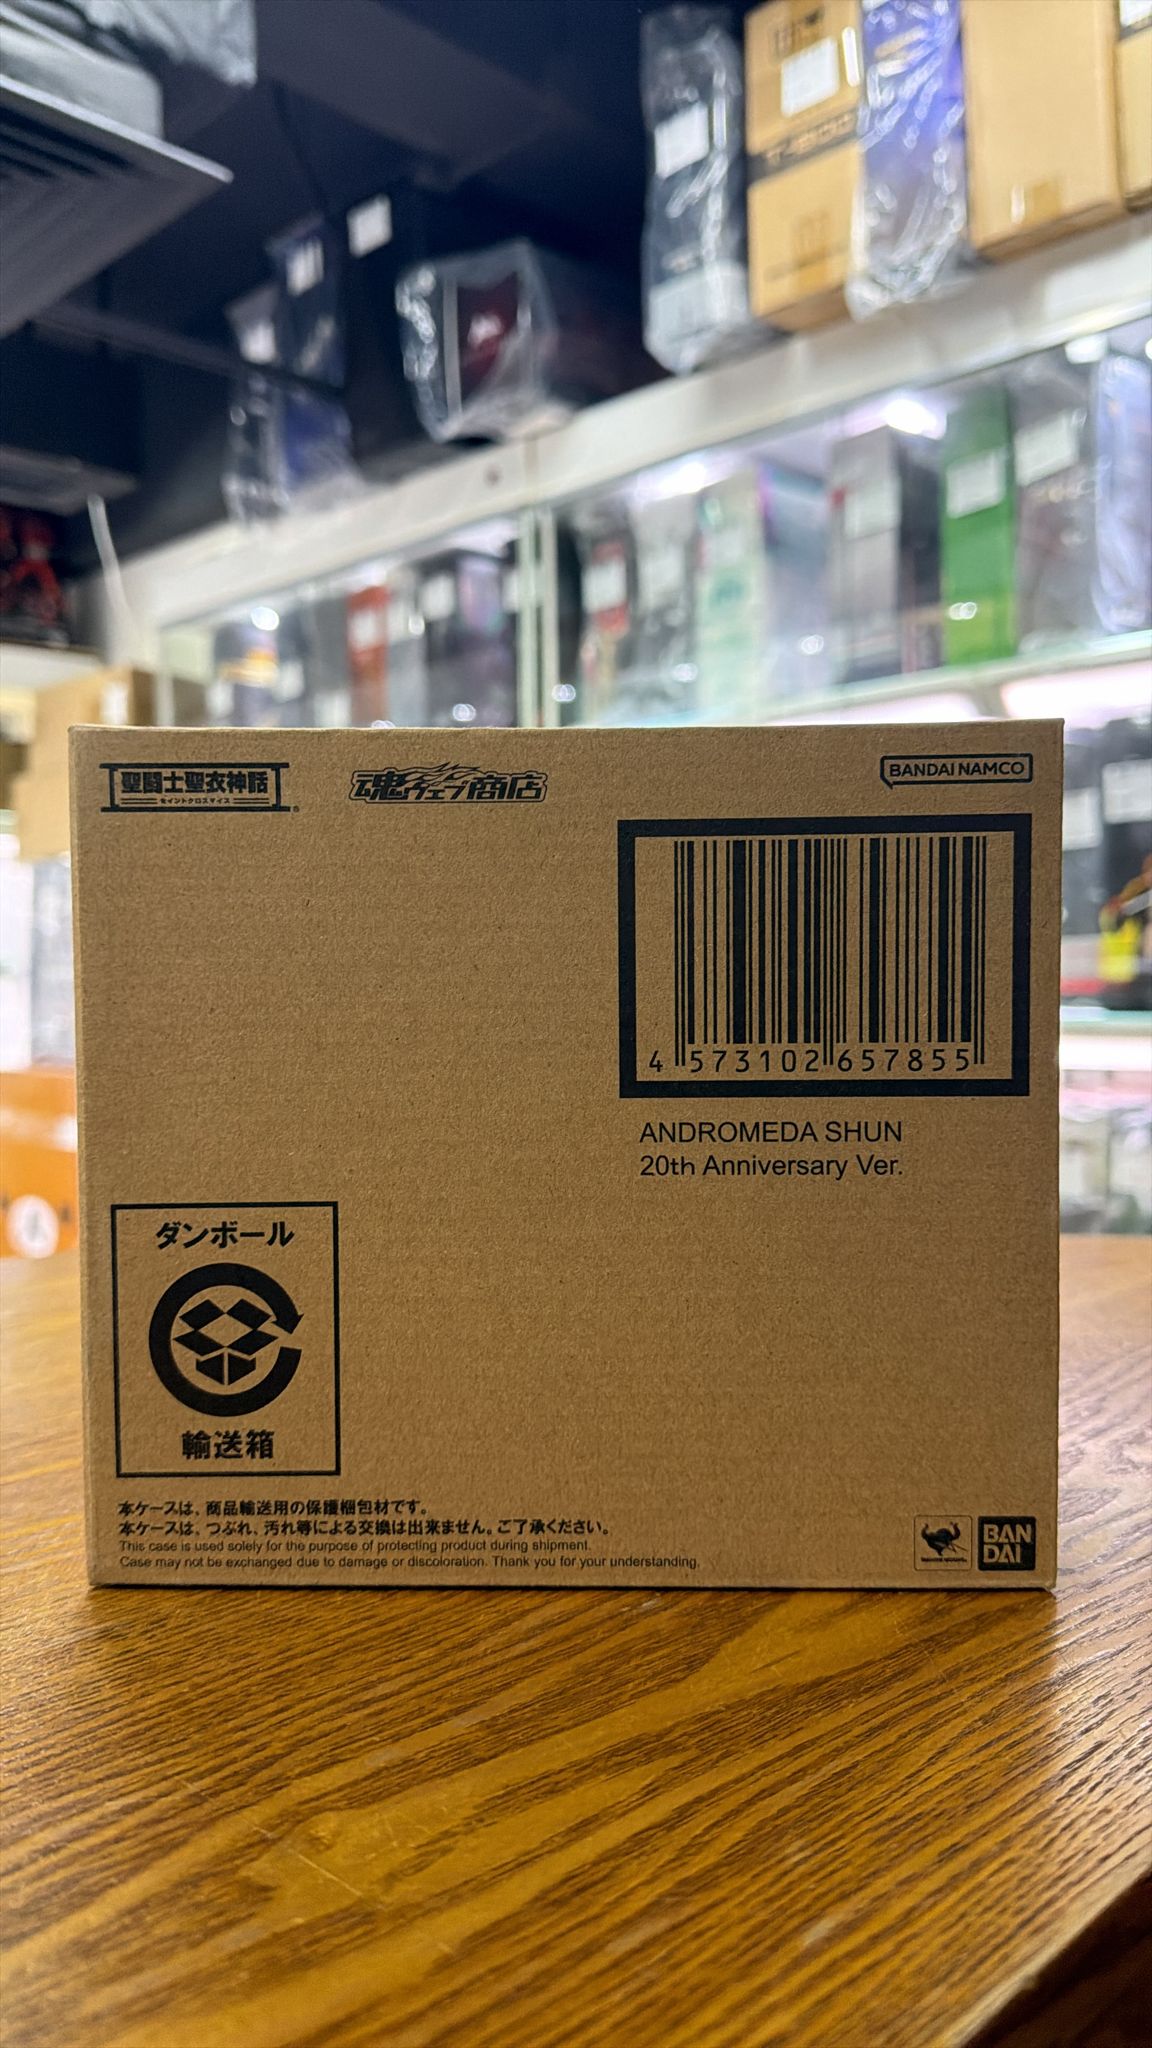 T-800
聖闘士聖衣神話
セイントクロスマイス
®
魂ウェブ商店
BANDAI NAMCO
4 573102 657855
ANDROMEDA SHUN
20th Anniversary Ver.
ダンボール
輸送箱
本ケースは、商品輸送用の保護梱包材です。
本ケースは、つぶれ、汚れ等による交換は出来ません。ご了承ください。
This case is used solely for the purpose of protecting product during shipment.
Case may not be exchanged due to damage or discoloration. Thank you for your understanding.
BAN
DAI